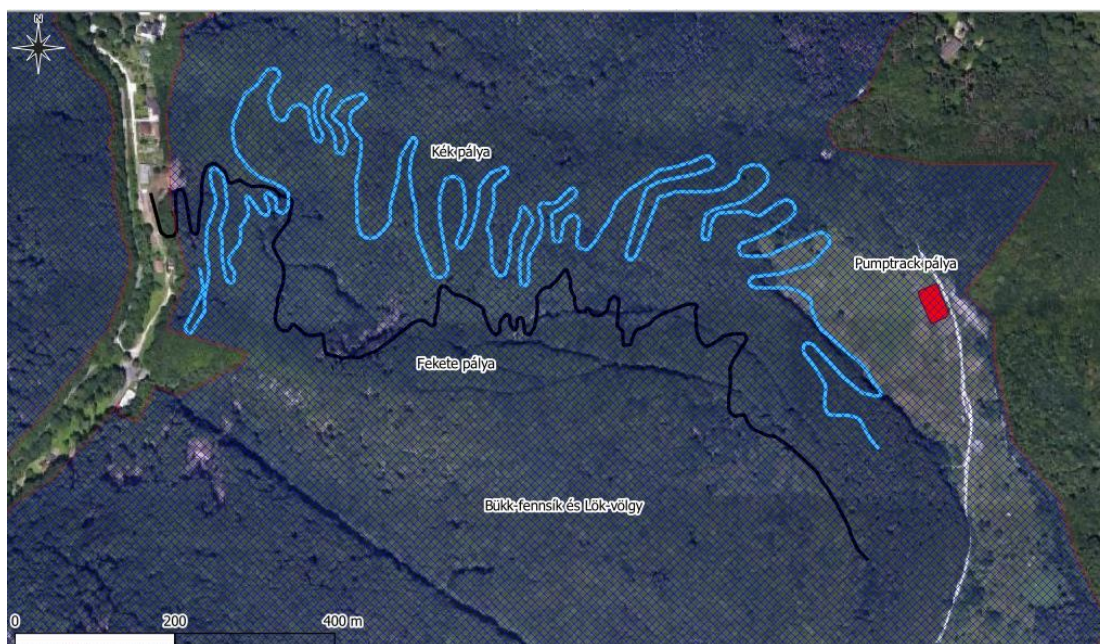 N
Kék pálya
Pumptrack pálya
Fekete pálya
Bükk-fennsík és Lök-völgy
0 200 400 m